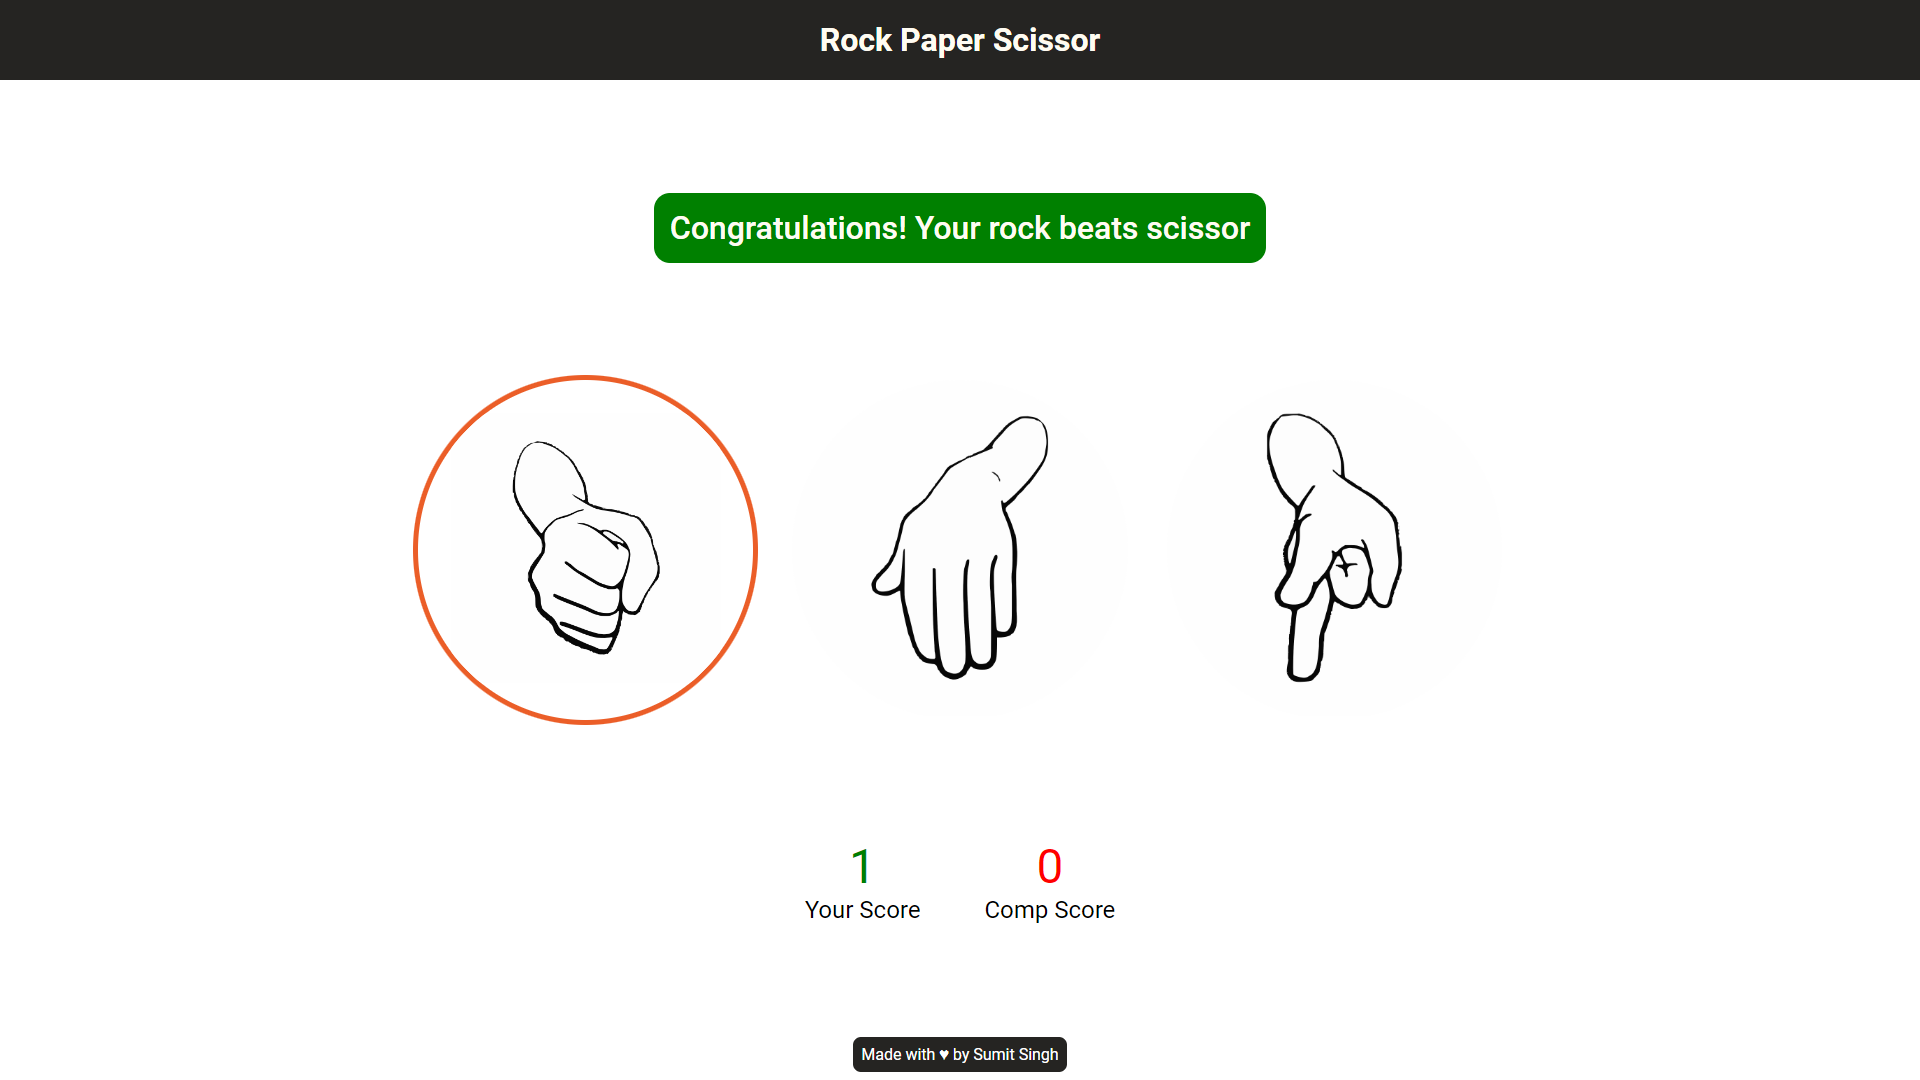 Rock Paper Scissor
Congratulations! Your rock beats scissor
1
0
Your Score
Comp Score
Made with ♥ by Sumit Singh